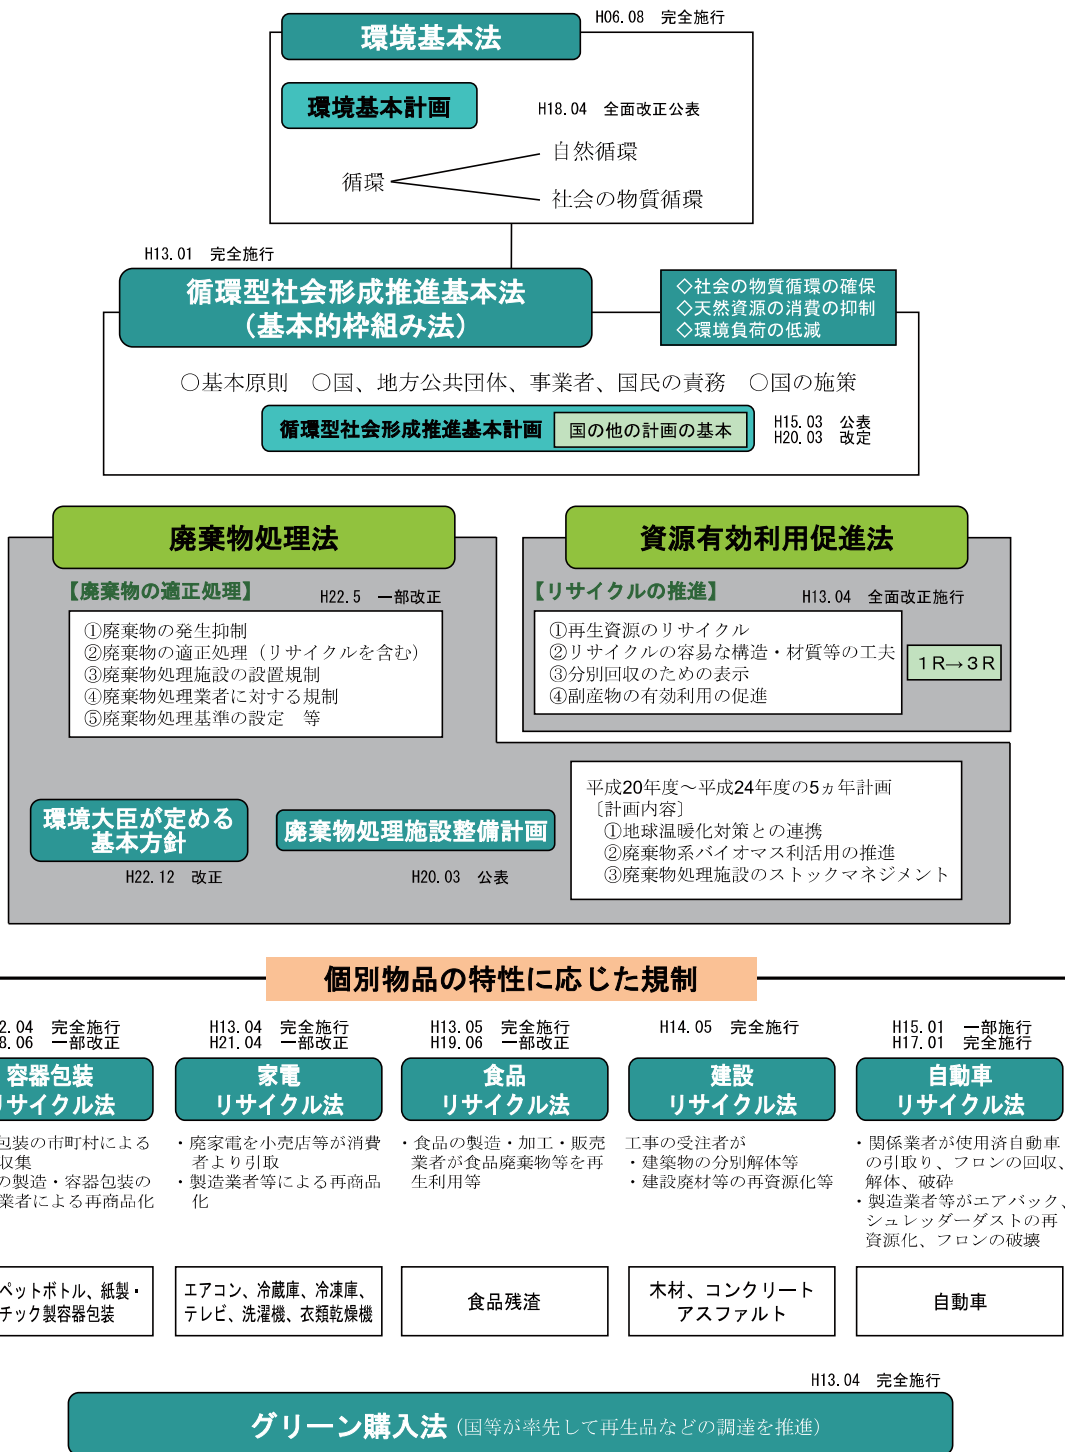 H06.08 完全施行
環境基本法
環境基本計画
H18.04 全面改正公表
自然循環
循環
社会の物質循環
H13.01 完全施行
循環型社会形成推進基本法
(基本的枠組み法)
◇社会の物質循環の確保
◇天然資源の消費の抑制
◇環境負荷の低減
○基本原則 ○国、地方公共団体、事業者、国民の責務 ○国の施策
循環型社会形成推進基本計画 国の他の計画の基本
H15.03 公表
H20.03 改定
廃棄物処理法
【廃棄物の適正処理】 H22.5 一部改正
①廃棄物の発生抑制
②廃棄物の適正処理(リサイクルを含む)
③廃棄物処理施設の設置規制
④廃棄物処理業者に対する規制
⑤廃棄物処理基準の設定 等
資源有効利用促進法
【リサイクルの推進】 H13.04 全面改正施行
①再生資源のリサイクル
②リサイクルの容易な構造・材質等の工夫
③分別回収のための表示
④副産物の有効利用の促進
1R→3R
環境大臣が定める
基本方針
H22.12 改正
廃棄物処理施設整備計画
H20.03 公表
平成20年度~平成24年度の5ヵ年計画
〔計画内容〕
①地球温暖化対策との連携
②廃棄物系バイオマス利活用の推進
③廃棄物処理施設のストックマネジメント
個別物品の特性に応じた規制
2.04 完全施行
8.06 一部改正
容器包装
リサイクル法
包装の市町村による
収集
の製造・容器包装の
業者による再商品化
ペットボトル、紙製・
チック製容器包装
H13.04 完全施行
H21.04 一部改正
家電
リサイクル法
・廃家電を小売店等が消費
者より引取
・製造業者等による再商品
化
エアコン、冷蔵庫、冷凍庫、
テレビ、洗濯機、衣類乾燥機
H13.05 完全施行
H19.06 一部改正
食品
リサイクル法
・食品の製造・加工・販売
業者が食品廃棄物等を再
生利用等
食品残渣
H14.05 完全施行
建設
リサイクル法
工事の受注者が
・建築物の分別解体等
・建設廃材等の再資源化等
木材、コンクリート
アスファルト
H15.01 一部施行
H17.01 完全施行
自動車
リサイクル法
・関係業者が使用済自動車
の引取り、フロンの回収、
解体、破砕
・製造業者等がエアバック、
シュレッダーダストの再
資源化、フロンの破壊
自動車
H13.04 完全施行
グリーン購入法(国等が率先して再生品などの調達を推進)